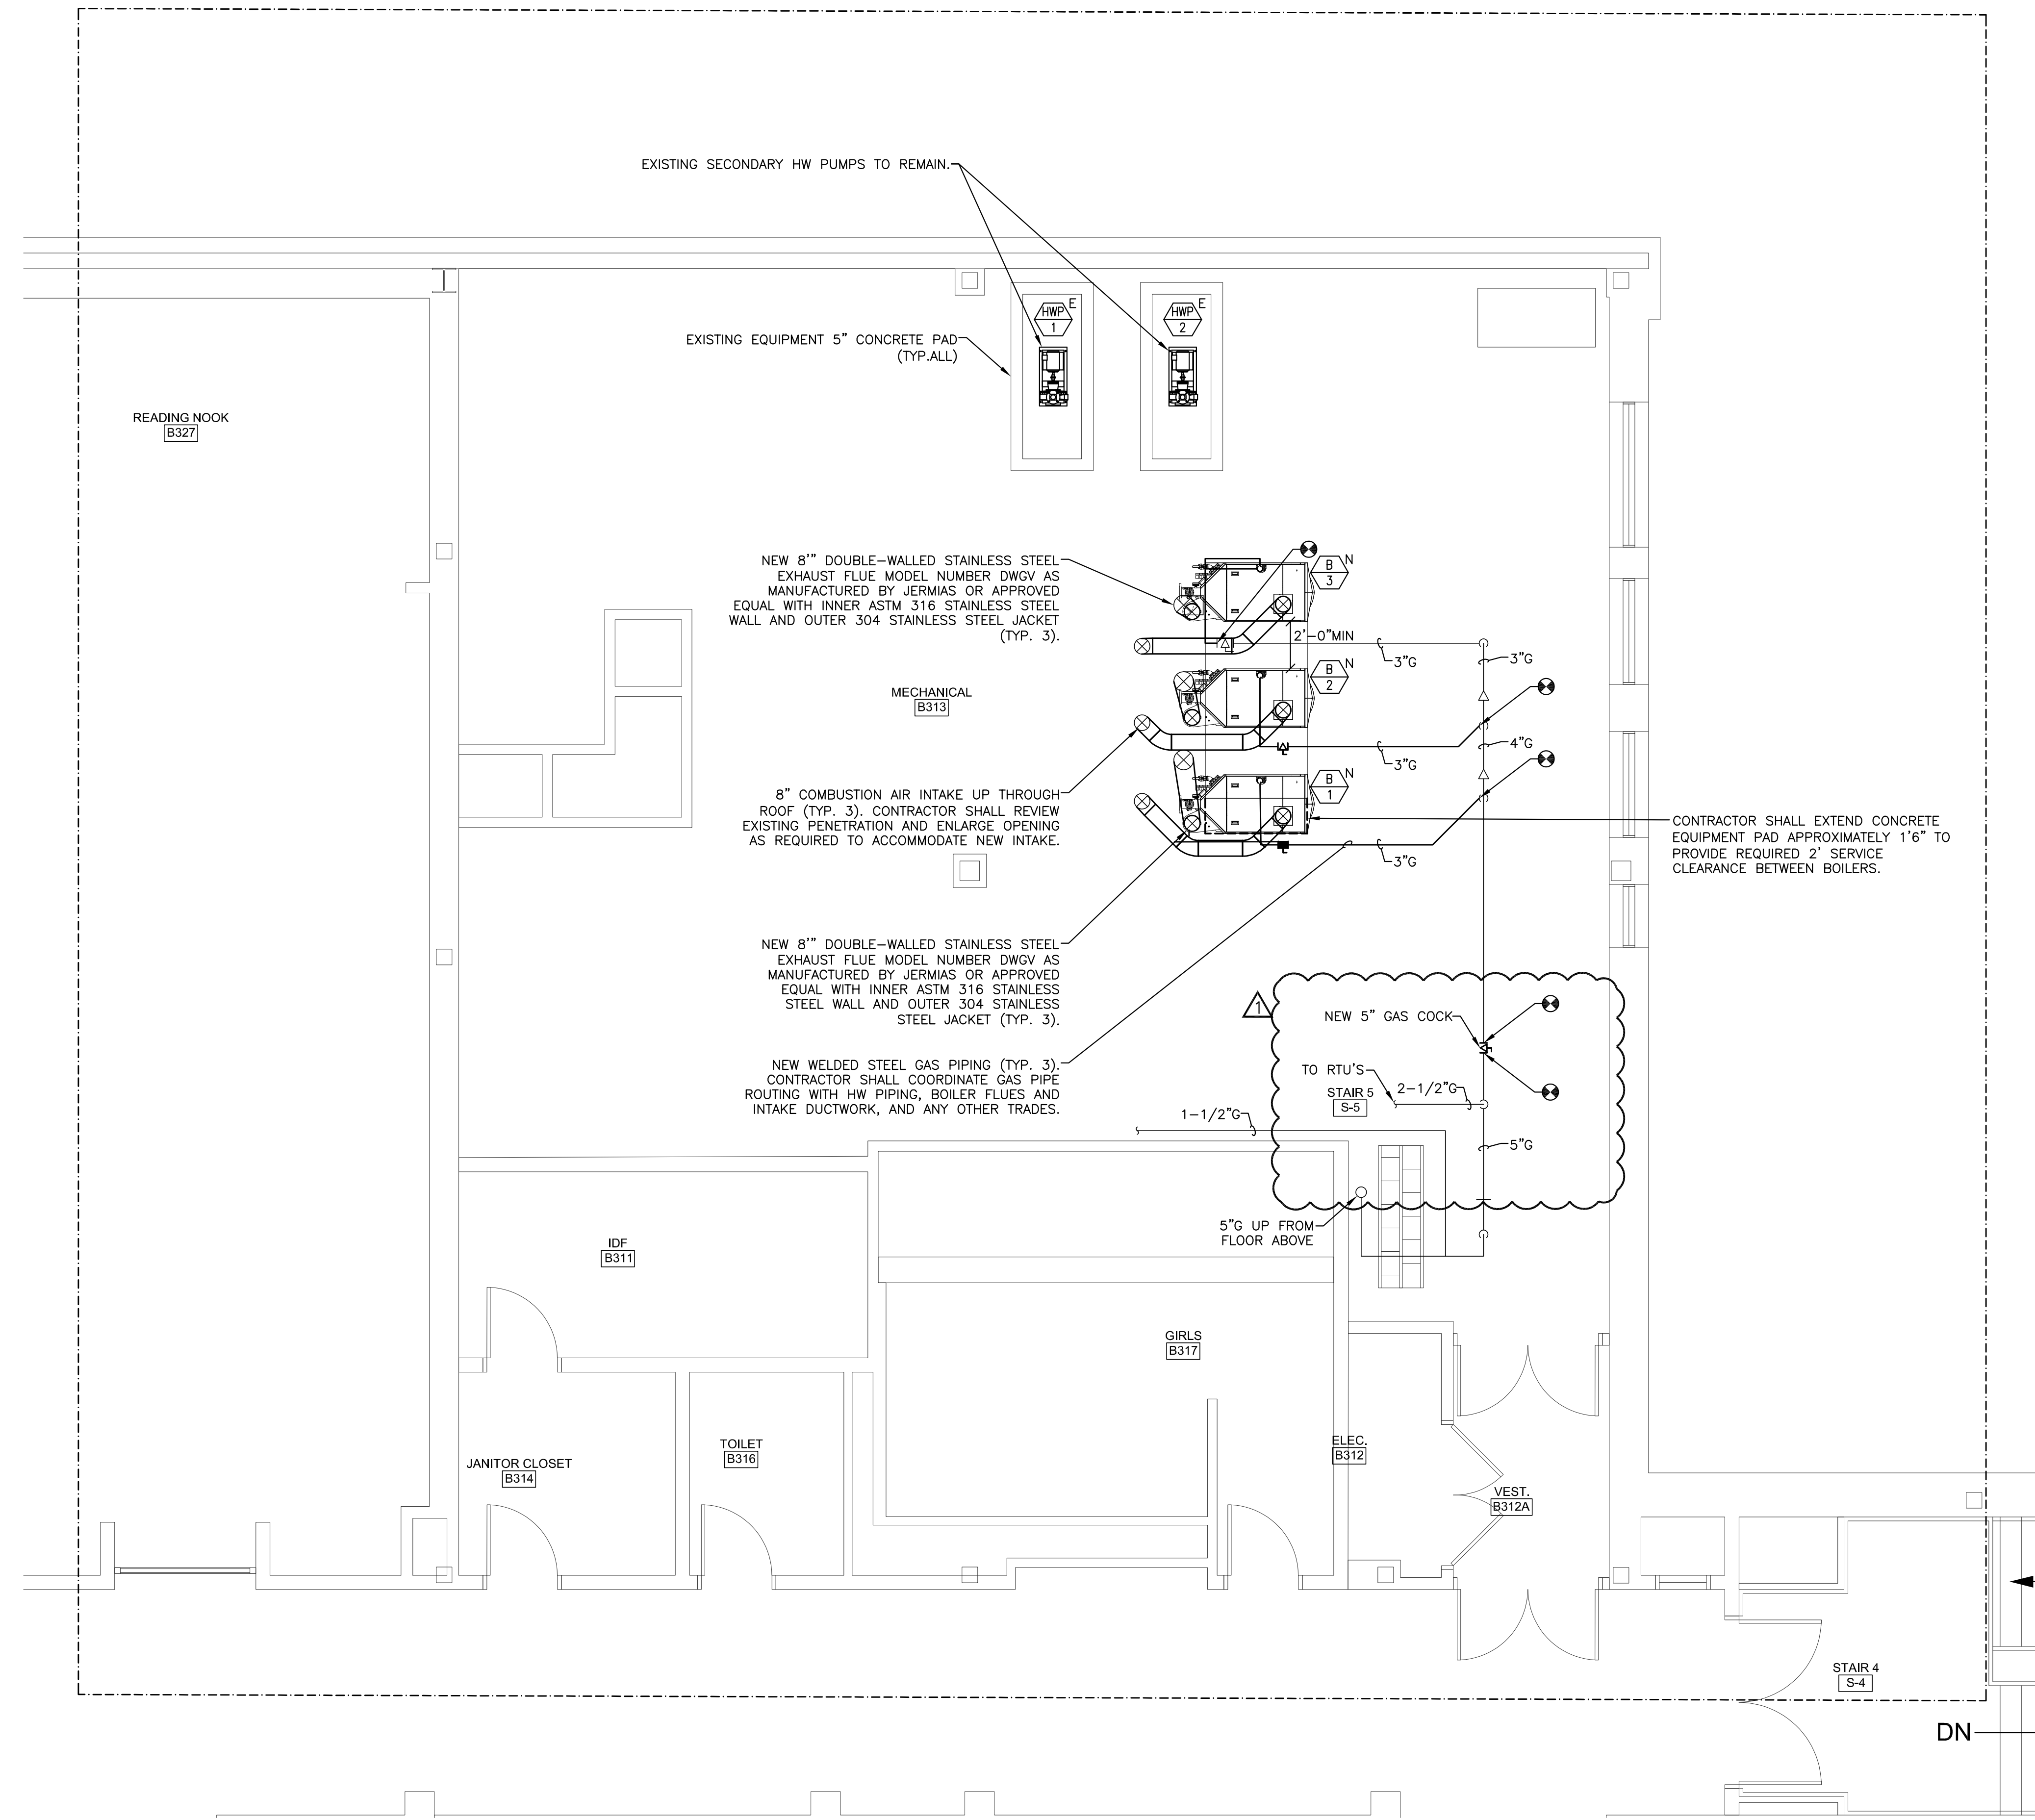 EXISTING SECONDARY HW PUMPS TO REMAIN.
HWP
1
E
HWP
2
E
EXISTING EQUIPMENT 5" CONCRETE PAD
(TYP.ALL)
READING NOOK
B327
NEW 8'" DOUBLE-WALLED STAINLESS STEEL
EXHAUST FLUE MODEL NUMBER DWGV AS
MANUFACTURED BY JERMIAS OR APPROVED
EQUAL WITH INNER ASTM 316 STAINLESS STEEL
WALL AND OUTER 304 STAINLESS STEEL JACKET
(TYP. 3).
B
3
N
2'-0"MIN
3"G
3"G
B
2
N
MECHANICAL
B313
4"G
3"G
B
1
N
8" COMBUSTION AIR INTAKE UP THROUGH
ROOF (TYP. 3). CONTRACTOR SHALL REVIEW
EXISTING PENETRATION AND ENLARGE OPENING
AS REQUIRED TO ACCOMMODATE NEW INTAKE.
CONTRACTOR SHALL EXTEND CONCRETE
EQUIPMENT PAD APPROXIMATELY 1'6" TO
PROVIDE REQUIRED 2' SERVICE
CLEARANCE BETWEEN BOILERS.
3"G
NEW 8'" DOUBLE-WALLED STAINLESS STEEL
EXHAUST FLUE MODEL NUMBER DWGV AS
MANUFACTURED BY JERMIAS OR APPROVED
EQUAL WITH INNER ASTM 316 STAINLESS
STEEL WALL AND OUTER 304 STAINLESS
STEEL JACKET (TYP. 3).
1
NEW 5" GAS COCK
NEW WELDED STEEL GAS PIPING (TYP. 3).
CONTRACTOR SHALL COORDINATE GAS PIPE
ROUTING WITH HW PIPING, BOILER FLUES AND
INTAKE DUCTWORK, AND ANY OTHER TRADES.
TO RTU'S
STAIR 5
S-5
2-1/2"G
1-1/2"G
5"G
5"G UP FROM
FLOOR ABOVE
IDF
B311
GIRLS
B317
TOILET
B316
JANITOR CLOSET
B314
ELEC.
B312
VEST.
B312A
STAIR 4
S-4
DN